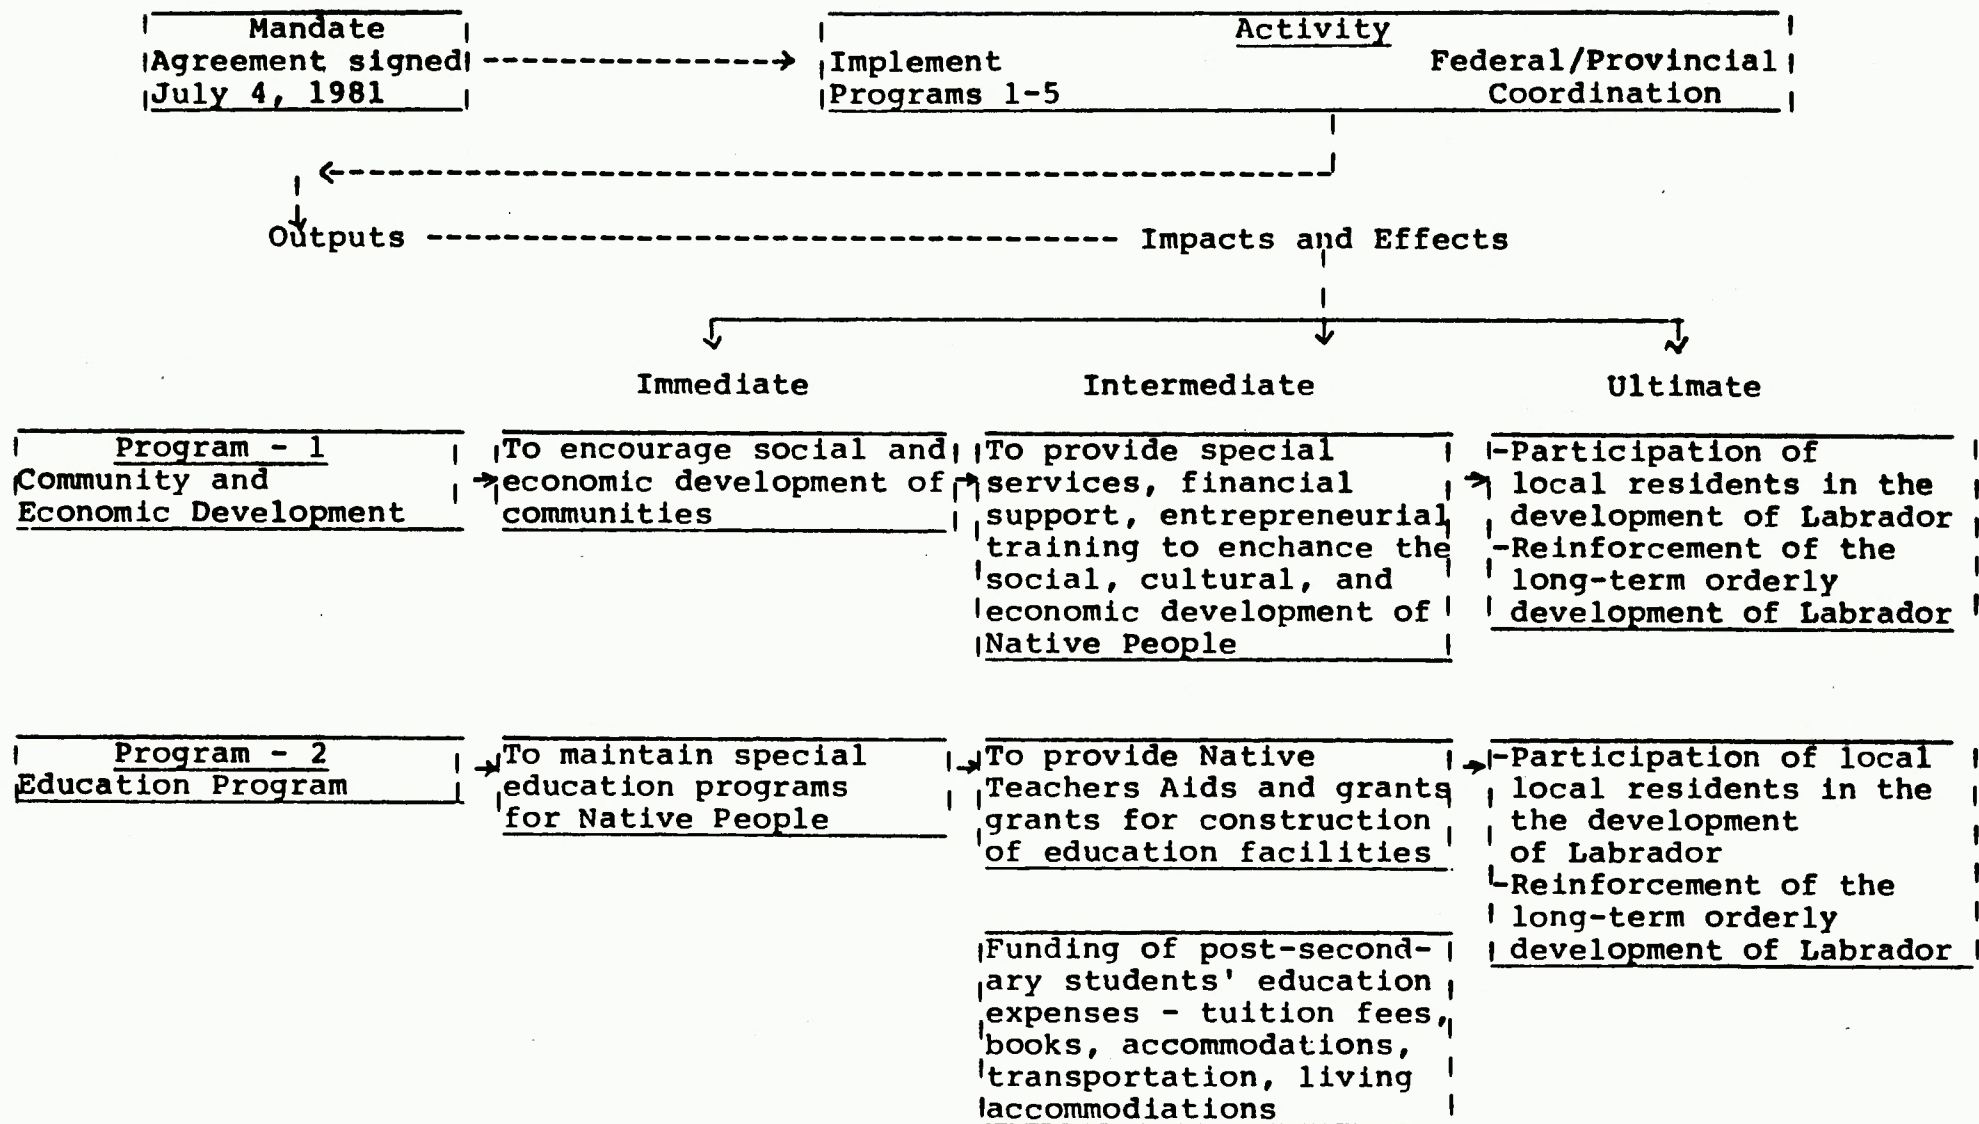 Mandate
Agreement signed
July 4, 1981
Activity
Implement
Programs 1-5
Federal/Provincial
Coordination
Outputs
Impacts and Effects
Immediate
Intermediate
Ultimate
Program - 1
Community and
Economic Development
To encourage social and
economic development of
communities
To provide special
services, financial
support, entrepreneurial
training to enchance the
social, cultural, and
economic development of
Native People
-Participation of
local residents in the
development of Labrador
-Reinforcement of the
long-term orderly
development of Labrador
Program - 2
Education Program
To maintain special
education programs
for Native People
To provide Native
Teachers Aids and grants
grants for construction
of education facilities
Funding of post-second-
ary students' education
expenses - tuition fees,
books, accommodations,
transportation, living
accommodiations
-Participation of local
local residents in the
the development
of Labrador
-Reinforcement of the
long-term orderly
development of Labrador